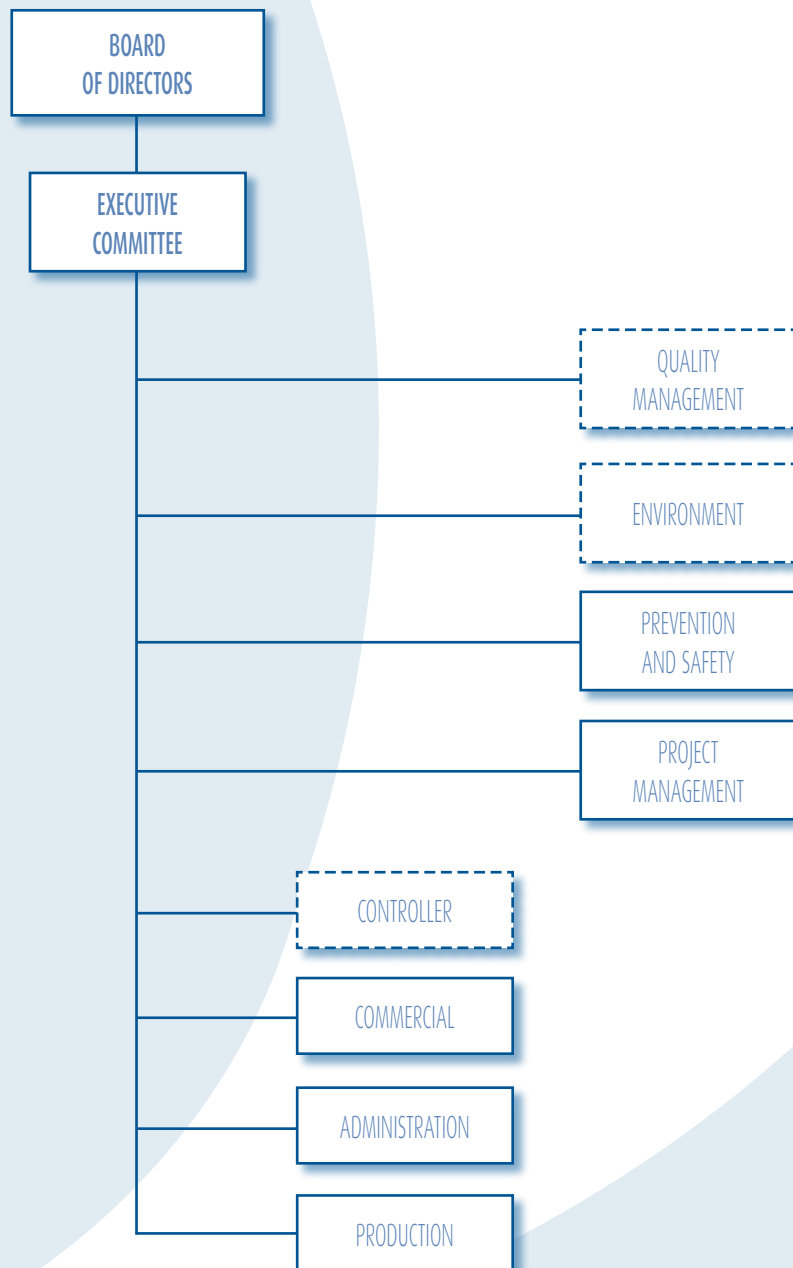 BOARD
OF DIRECTORS
EXECUTIVE
COMMITTEE
QUALITY
MANAGEMENT
ENVIRONMENT
PREVENTION
AND SAFETY
PROJECT
MANAGEMENT
CONTROLLER
COMMERCIAL
ADMINISTRATION
PRODUCTION